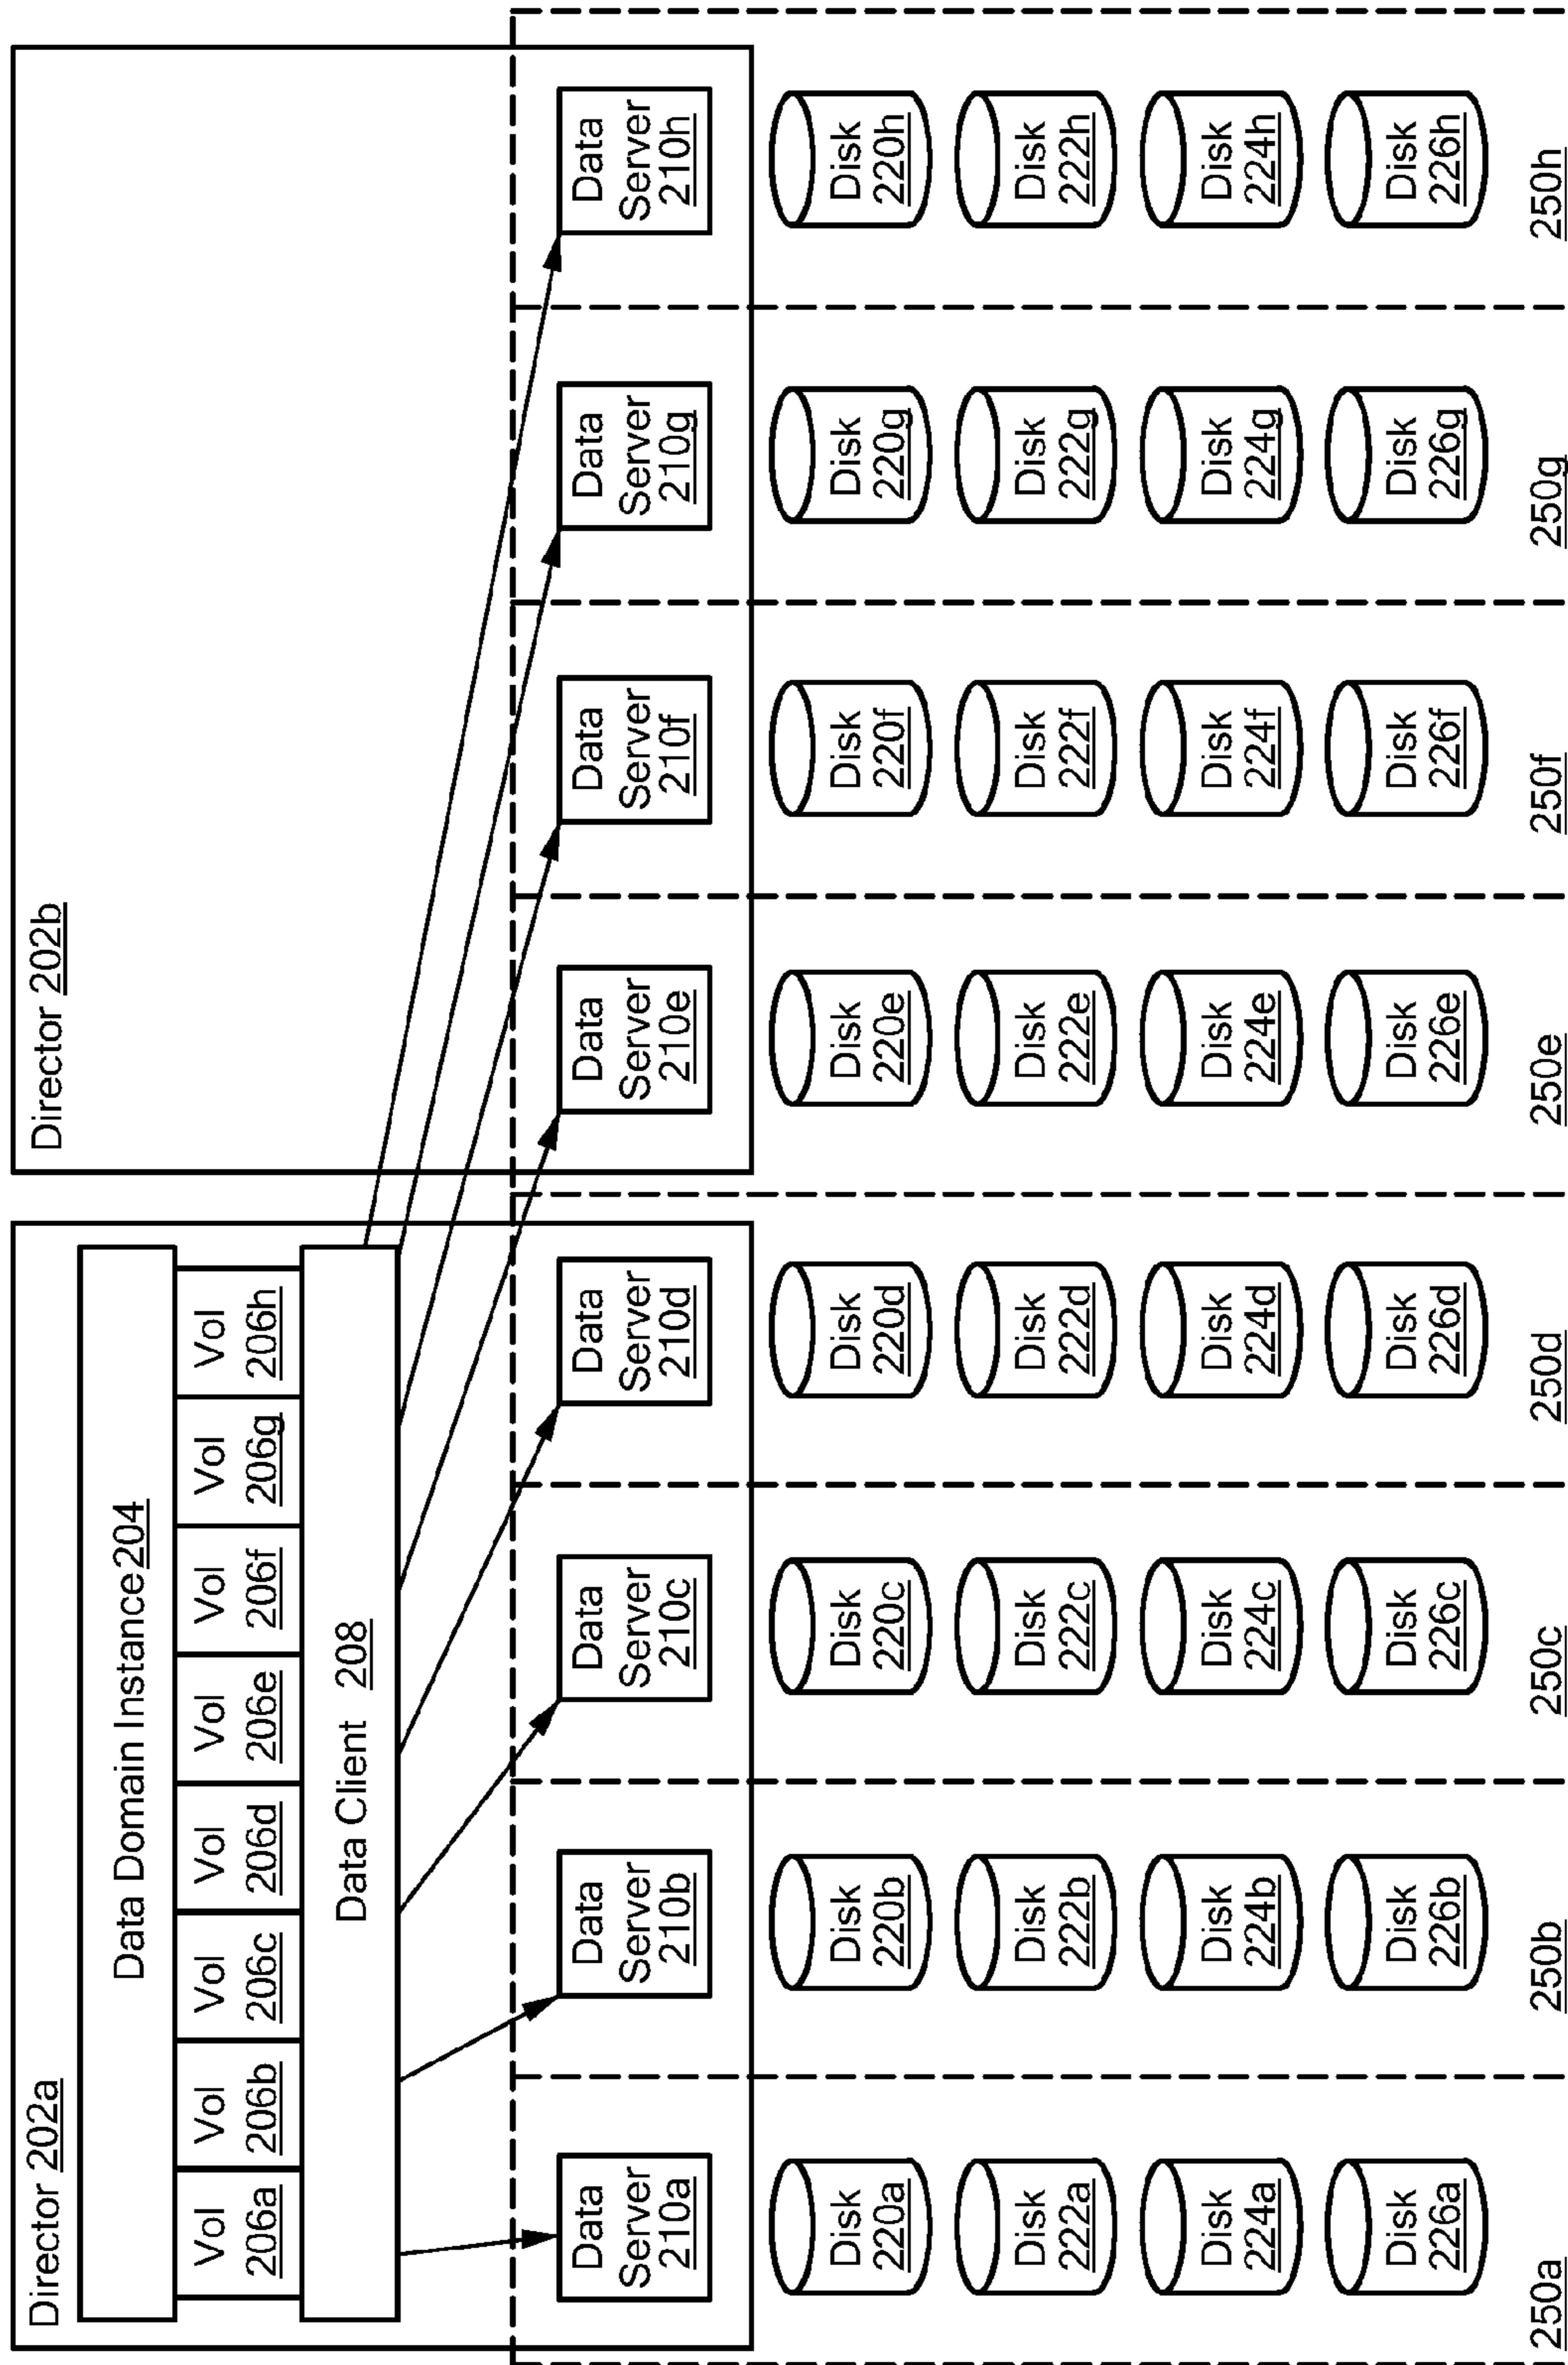 Director 202a
Data Domain Instance 204
Vol
206a
Vol
206b
Vol
206c
Vol
206d
Vol
206e
Vol
206f
Vol
206g
Vol
206h
Data Client 208
Director 202b
Data
Server
210a
Data
Server
210b
Data
Server
210c
Data
Server
210d
Data
Server
210e
Data
Server
210f
Data
Server
210g
Data
Server
210h
Disk
220a
Disk
220b
Disk
220c
Disk
220d
Disk
220e
Disk
220f
Disk
220g
Disk
220h
Disk
222a
Disk
222b
Disk
222c
Disk
222d
Disk
222e
Disk
222f
Disk
222g
Disk
222h
Disk
224a
Disk
224b
Disk
224c
Disk
224d
Disk
224e
Disk
224f
Disk
224g
Disk
224h
Disk
226a
Disk
226b
Disk
226c
Disk
226d
Disk
226e
Disk
226f
Disk
226g
Disk
226h
250a
250b
250c
250d
250e
250f
250g
250h